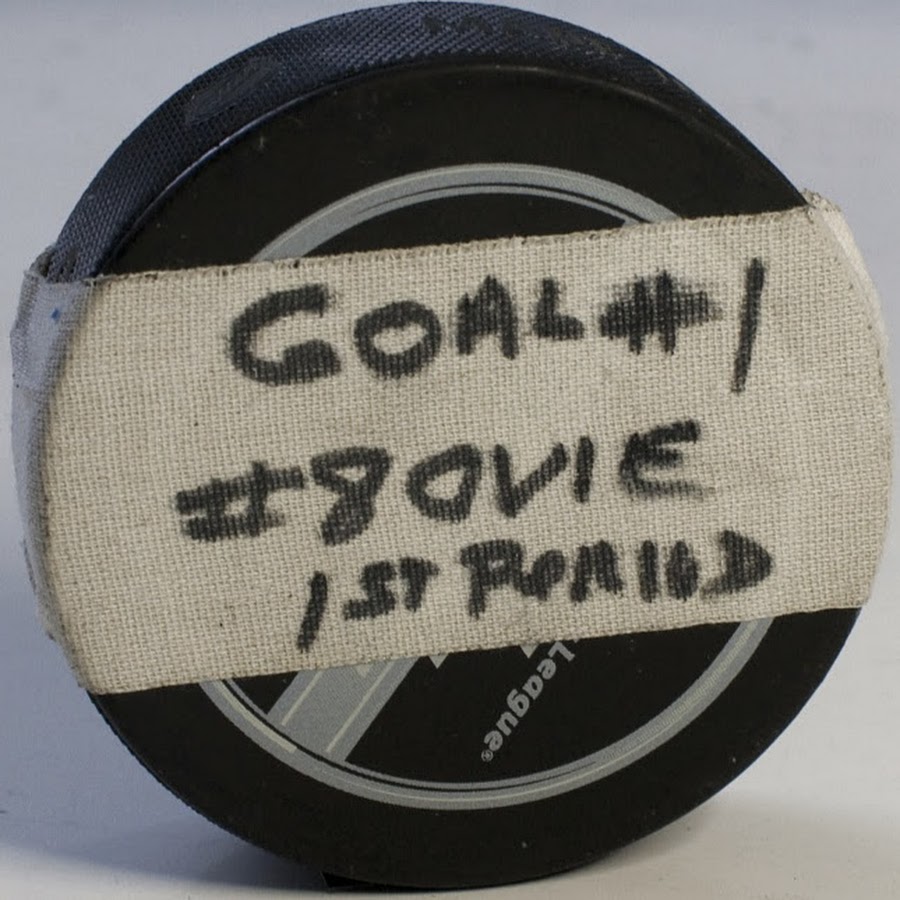 GOAL#1
#8OVIE
1ST PERIOD
League